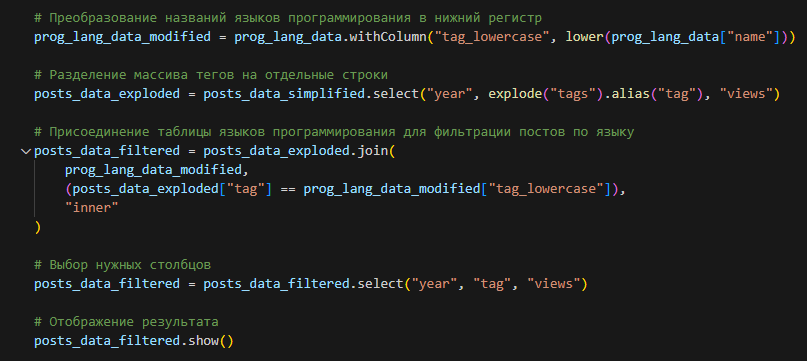 # Преобразование названий языков программирования в нижний регистр
prog_lang_data_modified = prog_lang_data.withColumn("tag_lowercase", lower(prog_lang_data["name"]))
# Разделение массива тегов на отдельные строки
posts_data_exploded = posts_data_simplified.select("year", explode("tags").alias("tag"), "views")
# Присоединение таблицы языков программирования для фильтрации постов по языку
posts_data_filtered = posts_data_exploded.join(
    prog_lang_data_modified,
    (posts_data_exploded["tag"] == prog_lang_data_modified["tag_lowercase"]),
    "inner"
)
# Выбор нужных столбцов
posts_data_filtered = posts_data_filtered.select("year", "tag", "views")
# Отображение результата
posts_data_filtered.show()